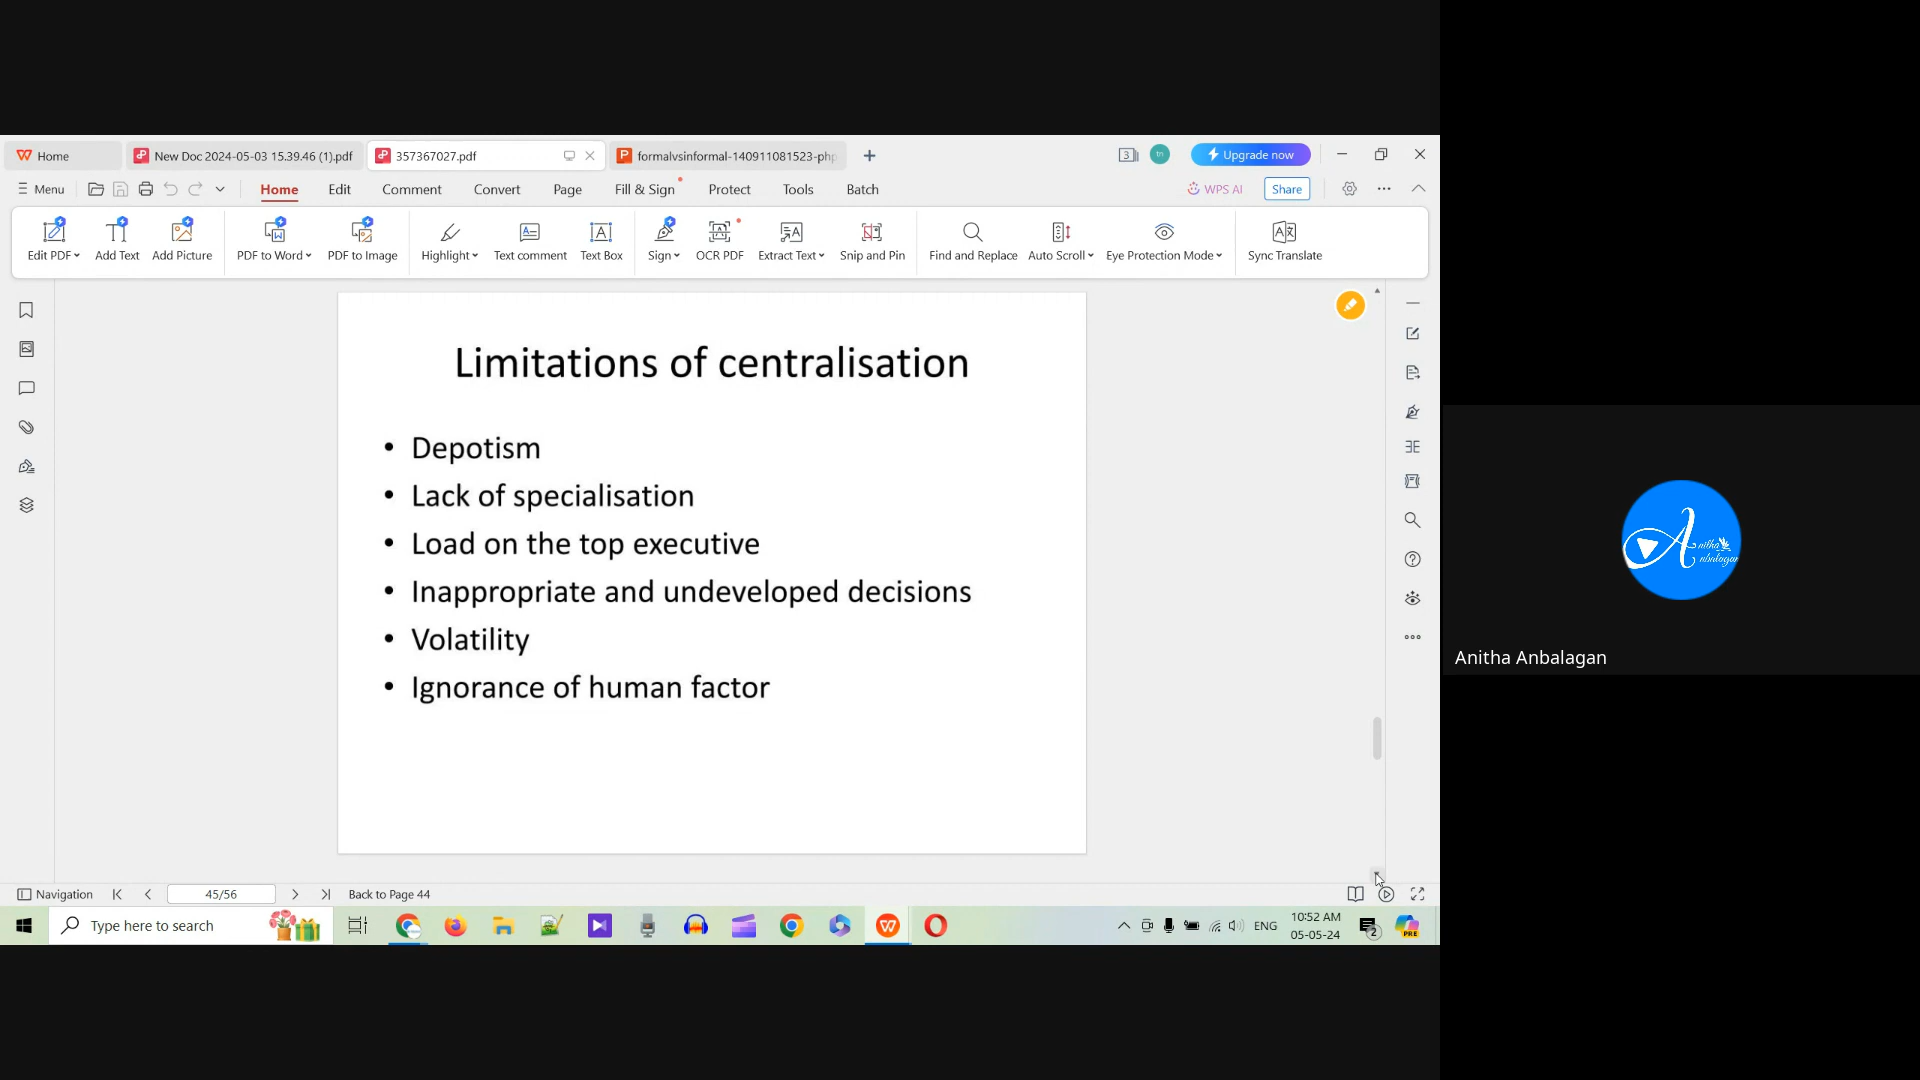 Home
New Doc 2024-05-03 15.39.46 (1).pdf
357367027.pdf
formalvsinformal-140911081523-php
Upgrade now
Menu
Home
Edit
Comment
Convert
Page
Fill & Sign
Protect
Tools
Batch
WPS AI
Share
Edit PDF
Add Text
Add Picture
PDF to Word
PDF to Image
Highlight
Text comment
Text Box
Sign
OCR PDF
Extract Text
Snip and Pin
Find and Replace
Auto Scroll
Eye Protection Mode
Sync Translate
Limitations of centralisation
• Depotism
• Lack of specialisation
• Load on the top executive
• Inappropriate and undeveloped decisions
• Volatility
• Ignorance of human factor
Anitha Anbalagan
Navigation
45/56
Back to Page 44
Type here to search
ENG
10:52 AM
05-05-24
2
PRE